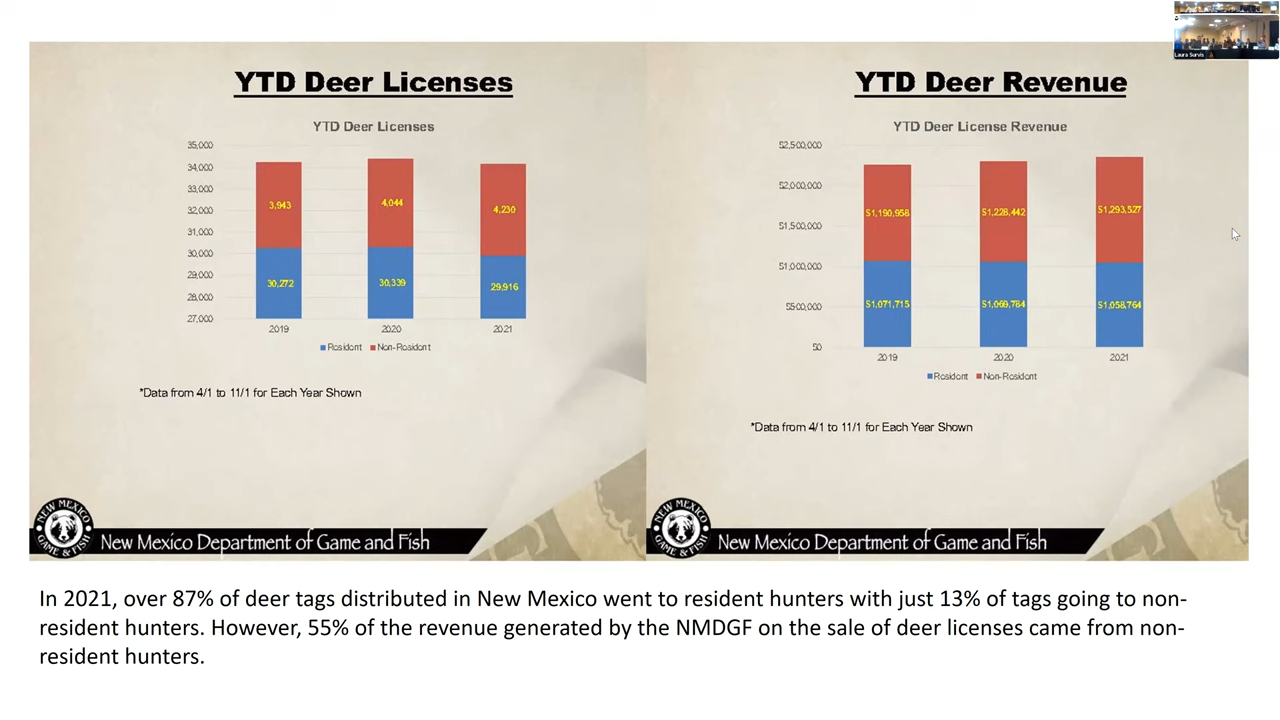 Laura Survis
YTD Deer Licenses
YTD Deer Licenses
35,000
34,000
33,000
32,000
31,000
30,000
29,000
28,000
27,000
3,943
4,044
4,230
30,272
30,339
29,916
2019 2020 2021
Resident Non-Resident
*Data from 4/1 to 11/1 for Each Year Shown
NEW MEXICO
GAME & FISH
New Mexico Department of Game and Fish
YTD Deer Revenue
YTD Deer License Revenue
$2,500,000
$2,000,000
$1,500,000
$1,000,000
$500,000
$0
$1,190,958
$1,228,442
$1,293,527
$1,071,715
$1,069,784
$1,058,764
2019 2020 2021
Resident Non-Resident
*Data from 4/1 to 11/1 for Each Year Shown
NEW MEXICO
GAME & FISH
New Mexico Department of Game and Fish
In 2021, over 87% of deer tags distributed in New Mexico went to resident hunters with just 13% of tags going to non-
resident hunters. However, 55% of the revenue generated by the NMDGF on the sale of deer licenses came from non-
resident hunters.